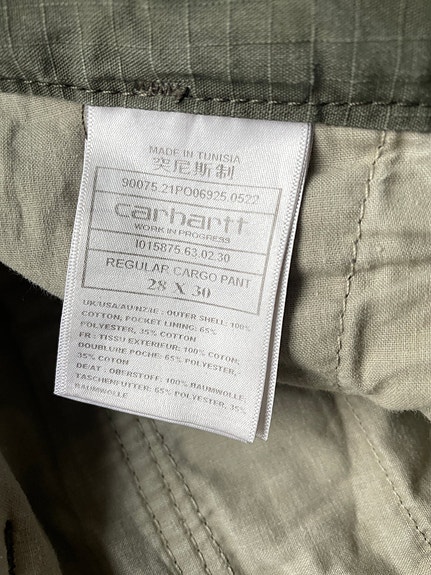 MADE IN TUNISIA
突尼斯制
90075.21PO06925.0522
carhartt
WORK IN PROGRESS
I015875.63.02.30
REGULAR CARGO PANT
28 X 30
UK/USA/AU/NZ/IE : OUTER SHELL: 100%
COTTON, POCKET LINING: 65%
POLYESTER, 35% COTTON
FR : TISSU EXTERIEUR: 100% COTON,
DOUBLURE POCHE: 65% POLYESTER,
35% COTON
DE/AT : OBERSTOFF: 100% BAUMWOLLE,
TASCHENFUTTER: 65% POLYESTER, 35%
BAUMWOLLE